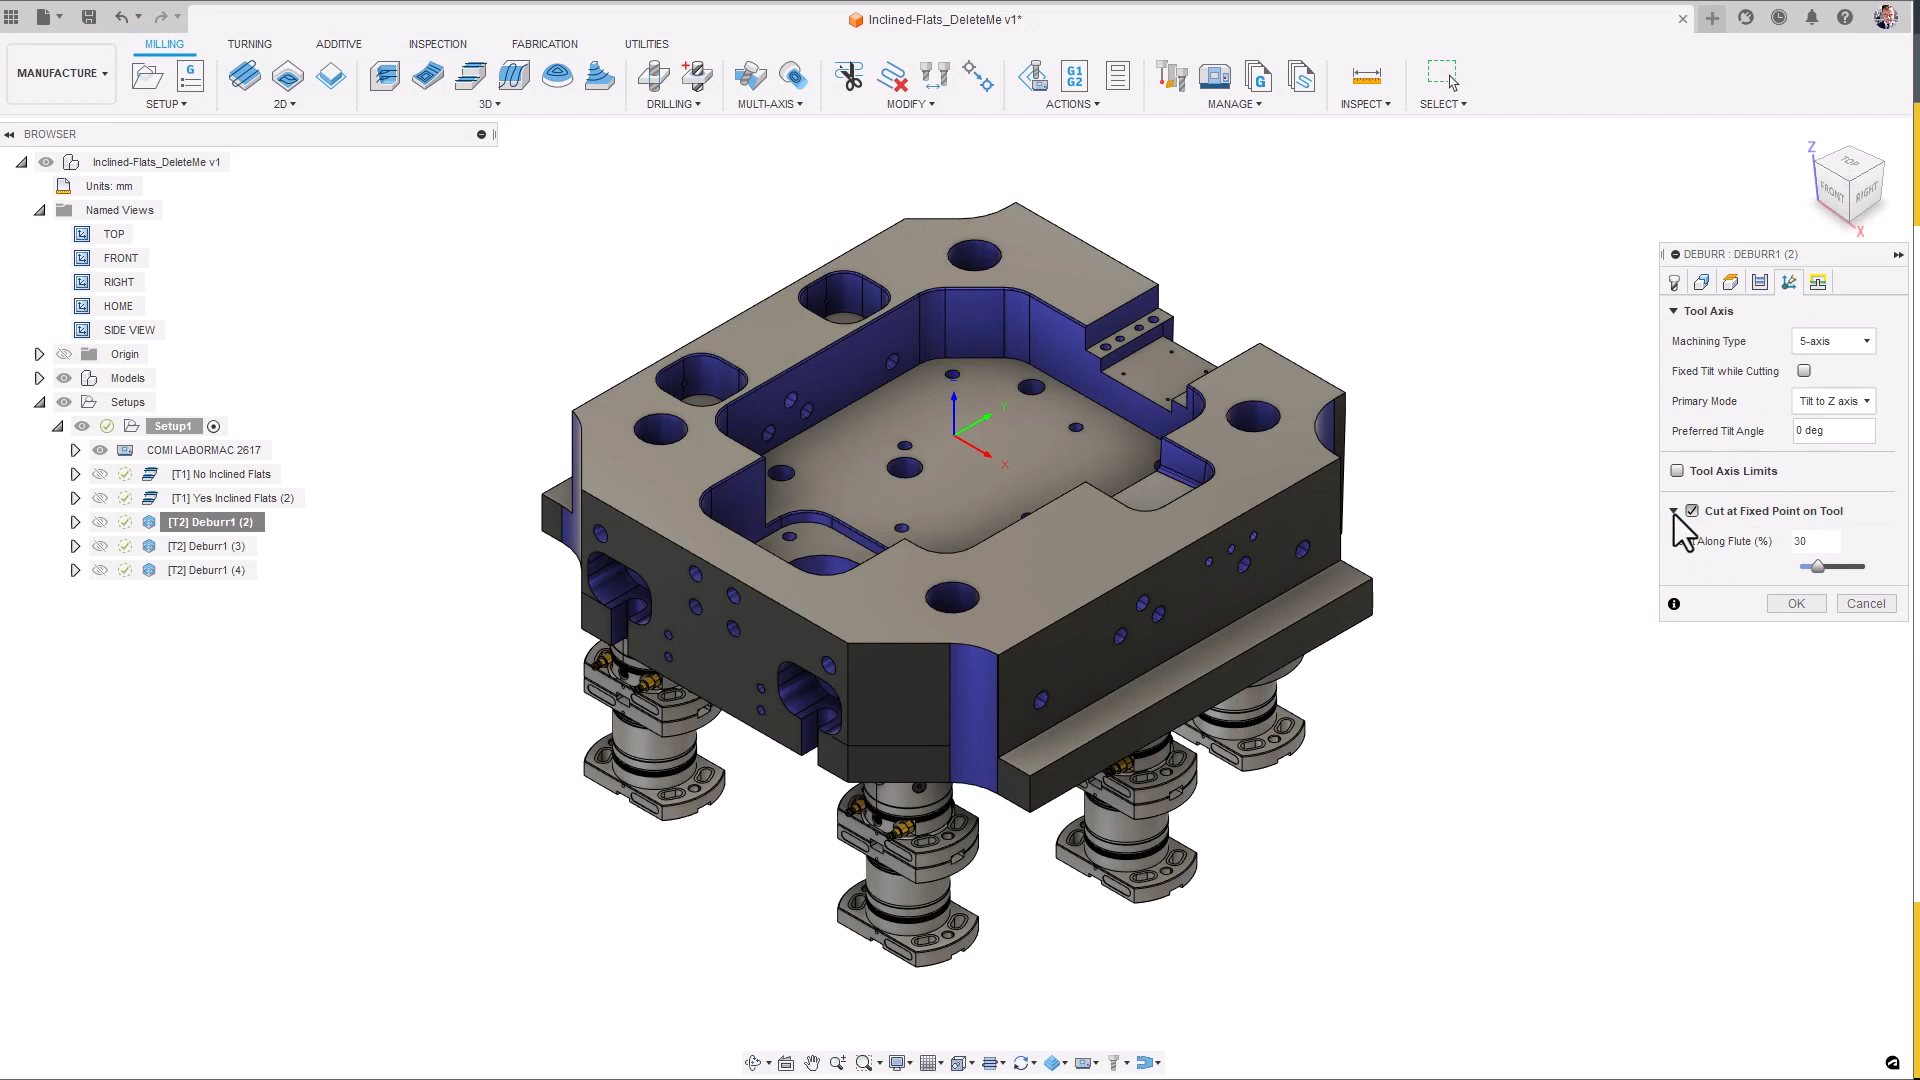 Inclined-Flats_DeleteMe v1*
MANUFACTURE
MILLING
TURNING
ADDITIVE
INSPECTION
FABRICATION
UTILITIES
G
G1
G2
G
SETUP
2D
3D
DRILLING
MULTI-AXIS
MODIFY
ACTIONS
MANAGE
INSPECT
SELECT
BROWSER
Inclined-Flats_DeleteMe v1
Units: mm
Named Views
TOP
FRONT
RIGHT
HOME
SIDE VIEW
Origin
Models
Setups
Setup1
COMI LABORMAC 2617
[T1] No Inclined Flats
[T1] Yes Inclined Flats (2)
[T2] Deburr1 (2)
[T2] Deburr1 (3)
[T2] Deburr1 (4)
Z
TOP
FRONT
RIGHT
X
Y
X
DEBURR : DEBURR1 (2)
Tool Axis
Machining Type 5-axis
Fixed Tilt while Cutting
Primary Mode Tilt to Z axis
Preferred Tilt Angle 0 deg
Tool Axis Limits
Cut at Fixed Point on Tool
Along Flute (%) 30
OK Cancel